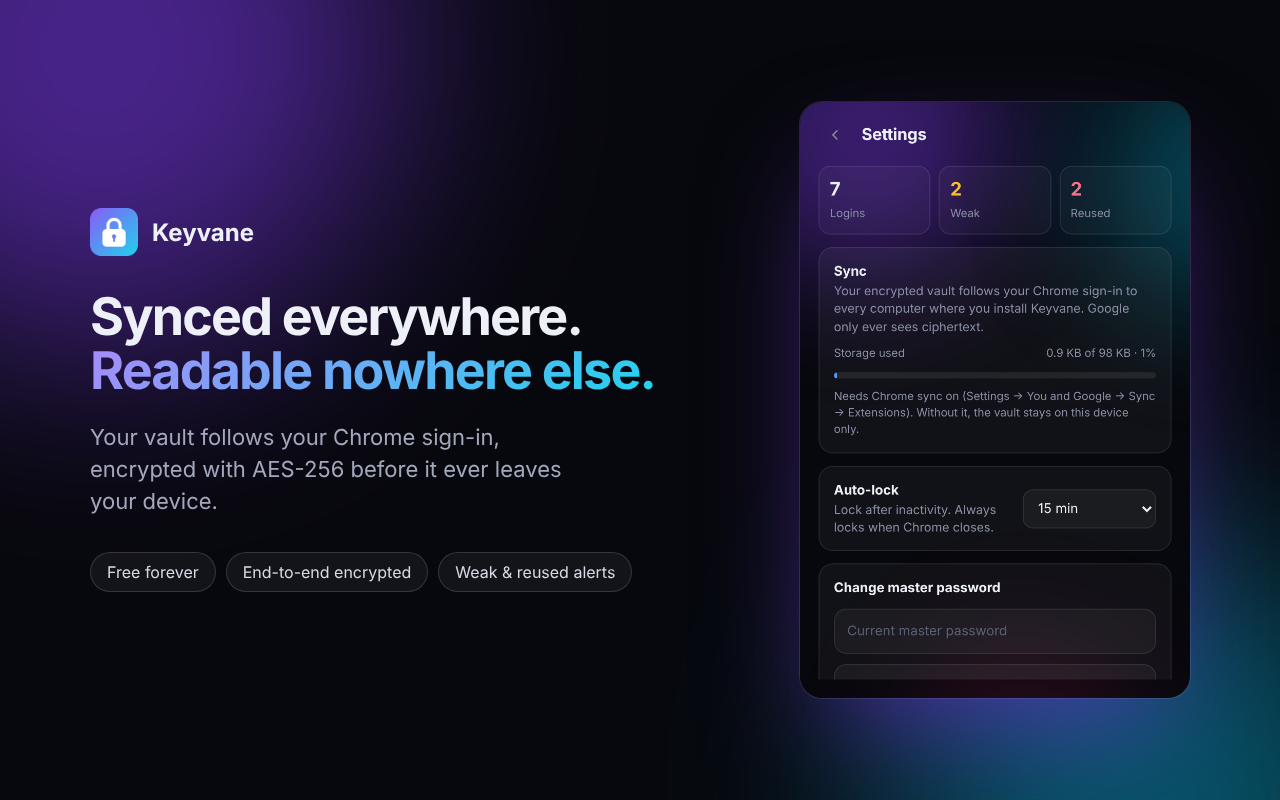 Keyvane
Synced everywhere.
Readable nowhere else.
Your vault follows your Chrome sign-in,
encrypted with AES-256 before it ever leaves
your device.
Free forever
End-to-end encrypted
Weak & reused alerts
Settings
7
Logins
2
Weak
2
Reused
Sync
Your encrypted vault follows your Chrome sign-in to
every computer where you install Keyvane. Google
only ever sees ciphertext.
Storage used
0.9 KB of 98 KB · 1%
Needs Chrome sync on (Settings → You and Google → Sync
→ Extensions). Without it, the vault stays on this device
only.
Auto-lock
Lock after inactivity. Always
locks when Chrome closes.
15 min
Change master password
Current master password